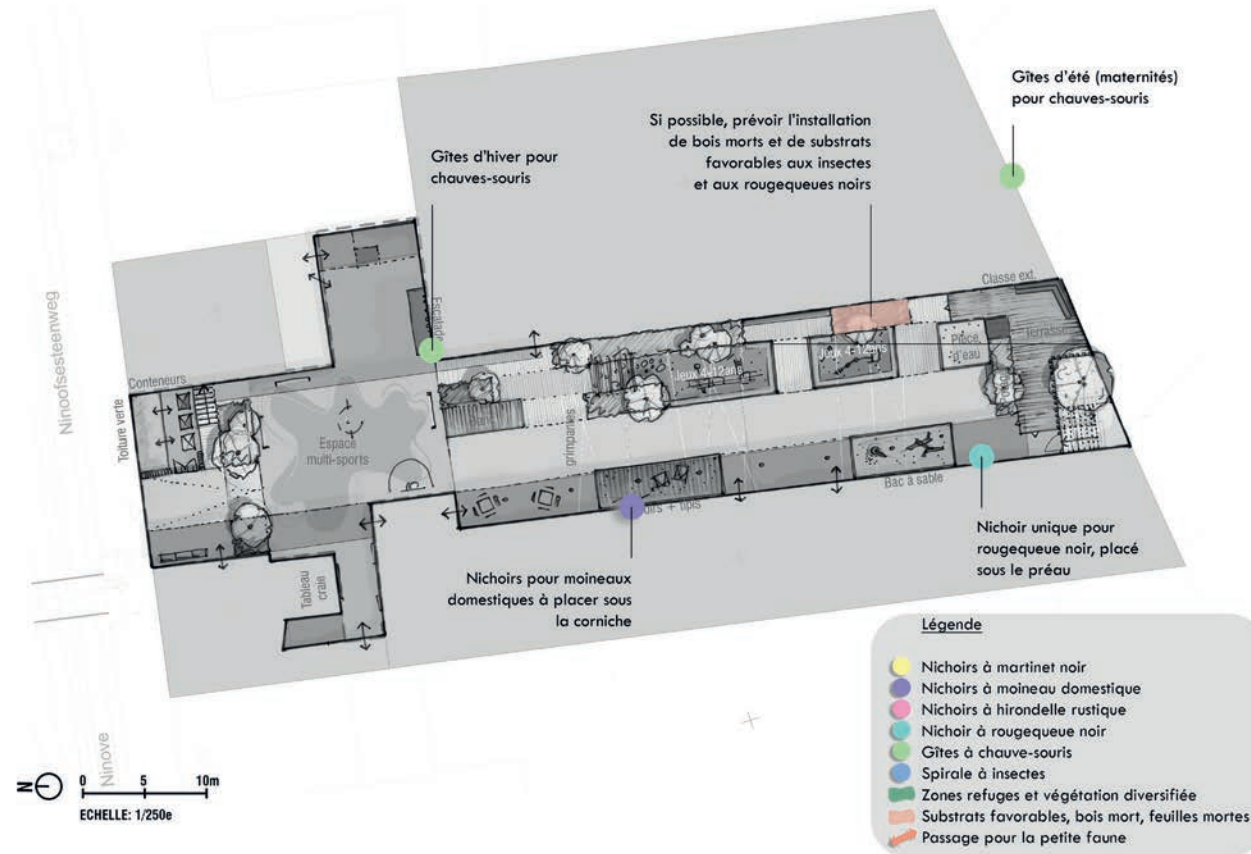 Gîtes d'été (maternités)
pour chauves-souris
Si possible, prévoir l'installation
de bois morts et de substrats
favorables aux insectes
et aux rougequeues noirs
Gîtes d'hiver pour
chauves-souris
Ninoofsesteenweg
Toiture verte
Conteneurs
Escalade
Classe ext.
Terrasse
Pièce
d'eau
Jeux 4-12ans
Jeux 4-12ans
Banc
grimpantes
Espace
multi-sports
Bac à sable
oirs + tipis
Tableau
craie
Nichoirs pour moineaux
domestiques à placer sous
la corniche
Nichoir unique pour
rougequeue noir, placé
sous le préau
Ninove
N
0 5 10m
ECHELLE: 1/250e
Légende
Nichoirs à martinet noir
Nichoirs à moineau domestique
Nichoirs à hirondelle rustique
Nichoir à rougequeue noir
Gîtes à chauve-souris
Spirale à insectes
Zones refuges et végétation diversifiée
Substrats favorables, bois mort, feuilles mortes
Passage pour la petite faune